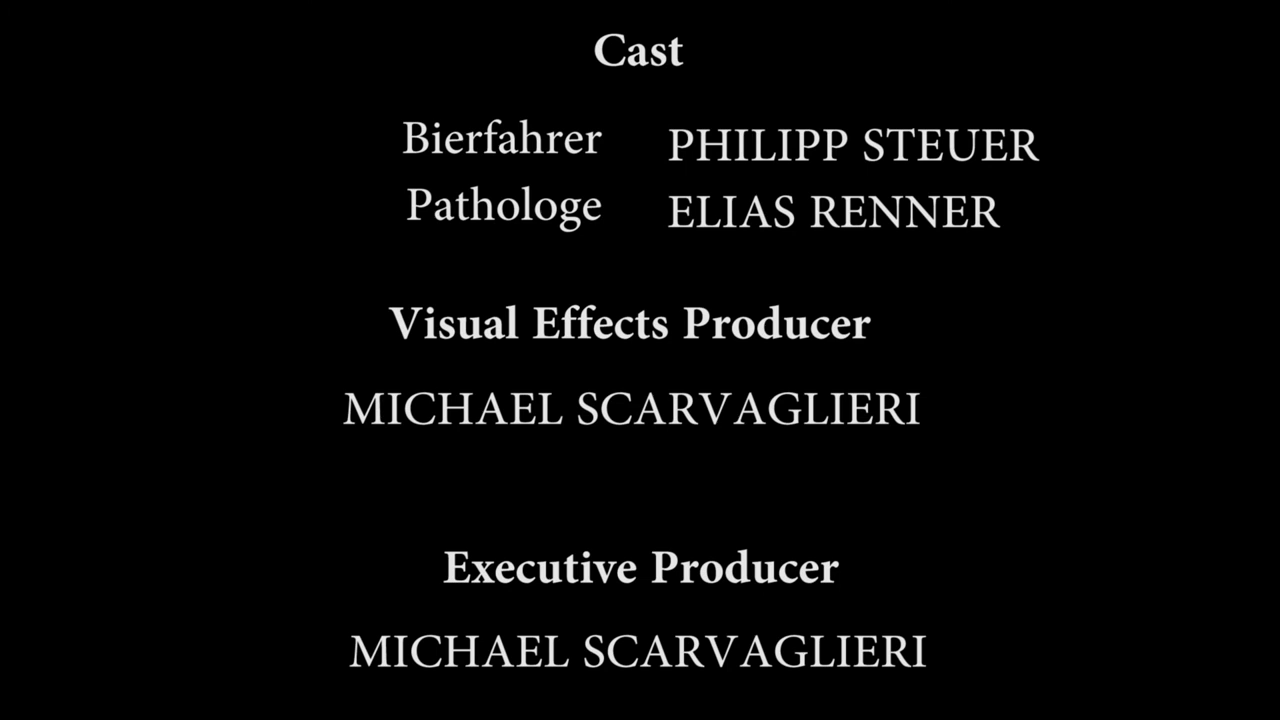 Cast
Bierfahrer PHILIPP STEUER
Pathologe ELIAS RENNER
Visual Effects Producer
MICHAEL SCARVAGLIERI
Executive Producer
MICHAEL SCARVAGLIERI